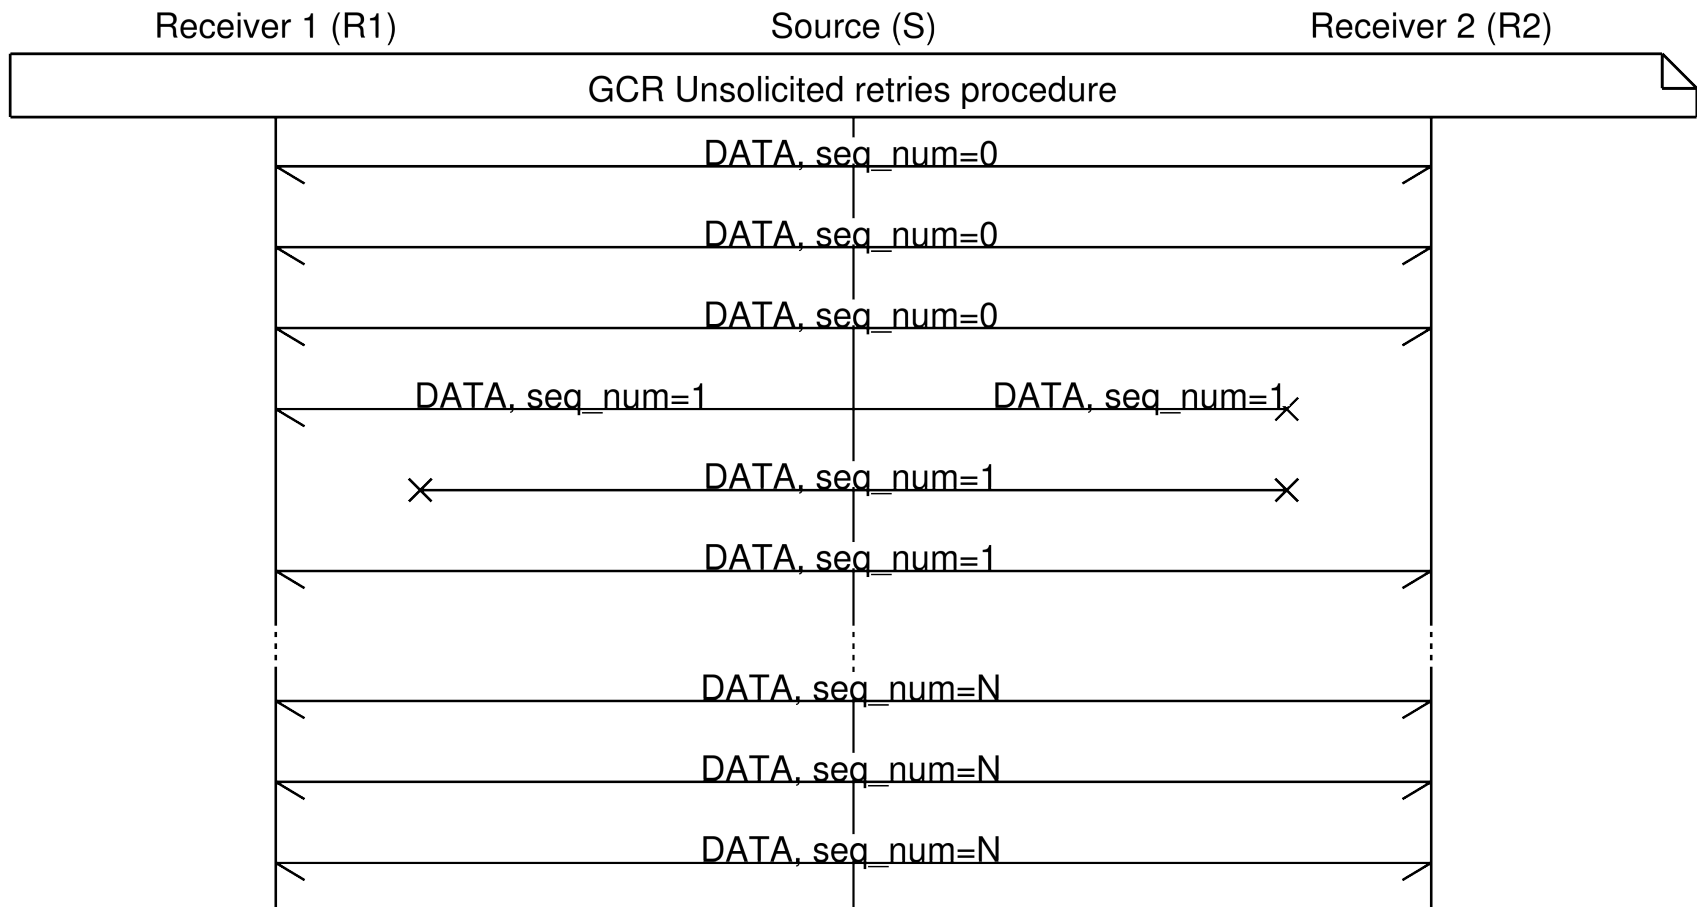 Receiver 1 (R1) Source (S) Receiver 2 (R2)
GCR Unsolicited retries procedure
DATA, seq_num=0
DATA, seq_num=0
DATA, seq_num=0
DATA, seq_num=1 DATA, seq_num=1
DATA, seq_num=1
DATA, seq_num=1
DATA, seq_num=N
DATA, seq_num=N
DATA, seq_num=N